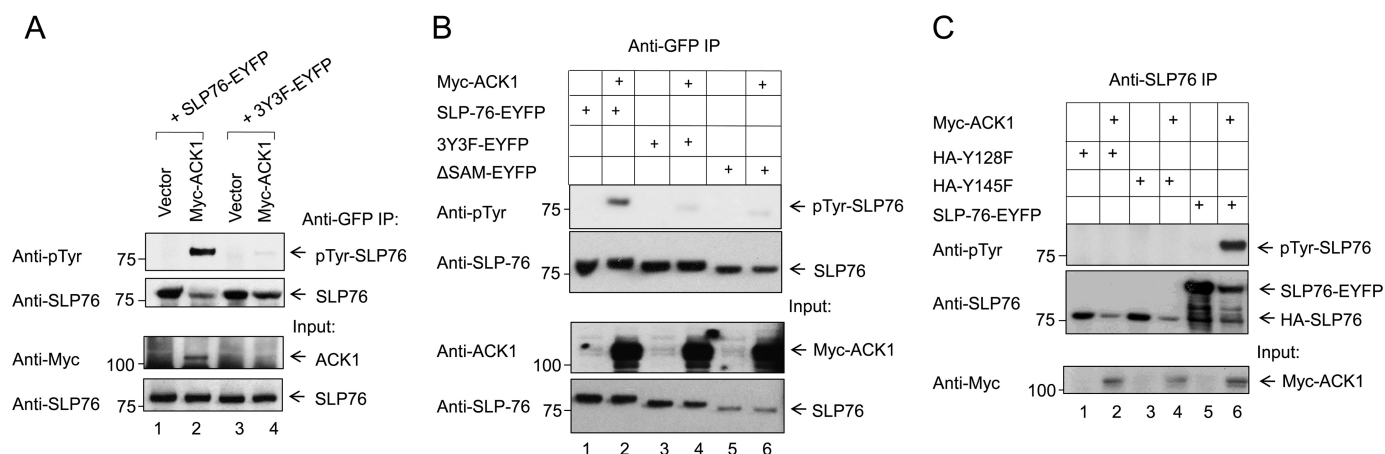 A
+ SLP76-EYFP
+ 3Y3F-EYFP
Vector
Myc-ACK1
Vector
Myc-ACK1
Anti-GFP IP:
Anti-pTyr
75
pTyr-SLP76
Anti-SLP76
75
SLP76
Input:
Anti-Myc
100
ACK1
Anti-SLP76
75
SLP76
1 2 3 4
B
Anti-GFP IP
Myc-ACK1 + + +
SLP-76-EYFP + +
3Y3F-EYFP + +
ΔSAM-EYFP + +
Anti-pTyr
75
pTyr-SLP76
Anti-SLP-76
75
SLP76
Input:
Anti-ACK1
100
Myc-ACK1
Anti-SLP-76
75
SLP76
1 2 3 4 5 6
C
Anti-SLP76 IP
Myc-ACK1 + + +
HA-Y128F + +
HA-Y145F + +
SLP-76-EYFP + +
Anti-pTyr
75
pTyr-SLP76
Anti-SLP76
SLP76-EYFP
75
HA-SLP76
Input:
Anti-Myc
100
Myc-ACK1
1 2 3 4 5 6